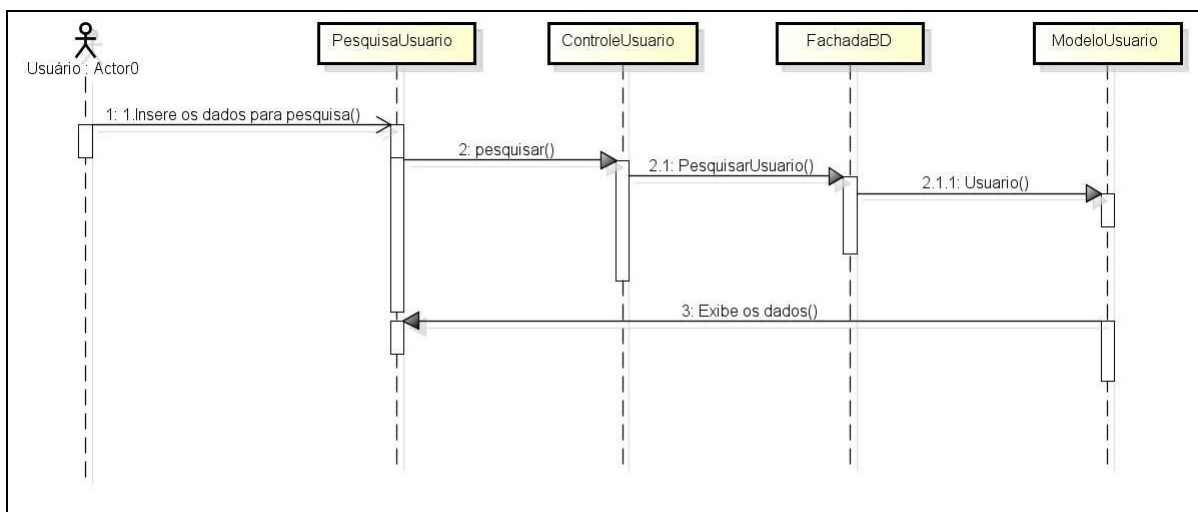 PesquisaUsuario
ControleUsuario
FachadaBD
ModeloUsuario
Usuário : Actor0
1: 1.Insere os dados para pesquisa()
2: pesquisar()
2.1: PesquisarUsuario()
2.1.1: Usuario()
3: Exibe os dados()